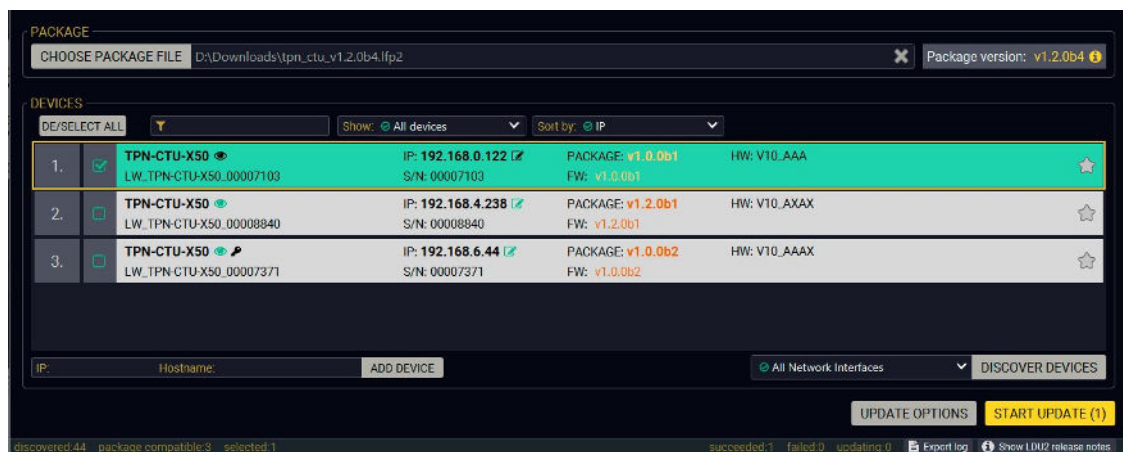 PACKAGE
CHOOSE PACKAGE FILE D:\Downloads\tpn_ctu_v1.2.0b4.lfp2 Package version: v1.2.0b4
DEVICES
DE/SELECT ALL Show: All devices Sort by: IP
1. TPN-CTU-X50 IP: 192.168.0.122 PACKAGE: v1.0.0b1 HW: V10_AAA
LW_TPN-CTU-X50_00007103 S/N: 00007103 FW: v1.0.0b1
2. TPN-CTU-X50 IP: 192.168.4.238 PACKAGE: v1.2.0b1 HW: V10_AXAX
LW_TPN-CTU-X50_00008840 S/N: 00008840 FW: v1.2.0b1
3. TPN-CTU-X50 IP: 192.168.6.44 PACKAGE: v1.0.0b2 HW: V10_AAAX
LW_TPN-CTU-X50_00007371 S/N: 00007371 FW: v1.0.0b2
IP: Hostname: ADD DEVICE All Network Interfaces DISCOVER DEVICES
UPDATE OPTIONS START UPDATE (1)
discovered:44 package compatible:3 selected:1 succeeded:1 failed:0 updating:0 Export log Show LDU2 release notes